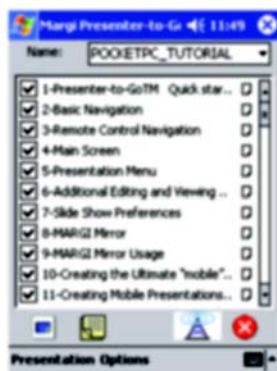 Margi Presenter-to-G 11:49
Name: POCKETPC_TUTORIAL
1-Presenter-to-GoTM Quick star..
2-Basic Navigation
3-Remote Control Navigation
4-Main Screen
5-Presentation Menu
6-Additional Editing and Viewing ..
7-Slide Show Preferences
8-MARGI Mirror
9-MARGI Mirror Usage
10-Creating the Ultimate "mobile"..
11-Creating Mobile Presentations..
Presentation Options